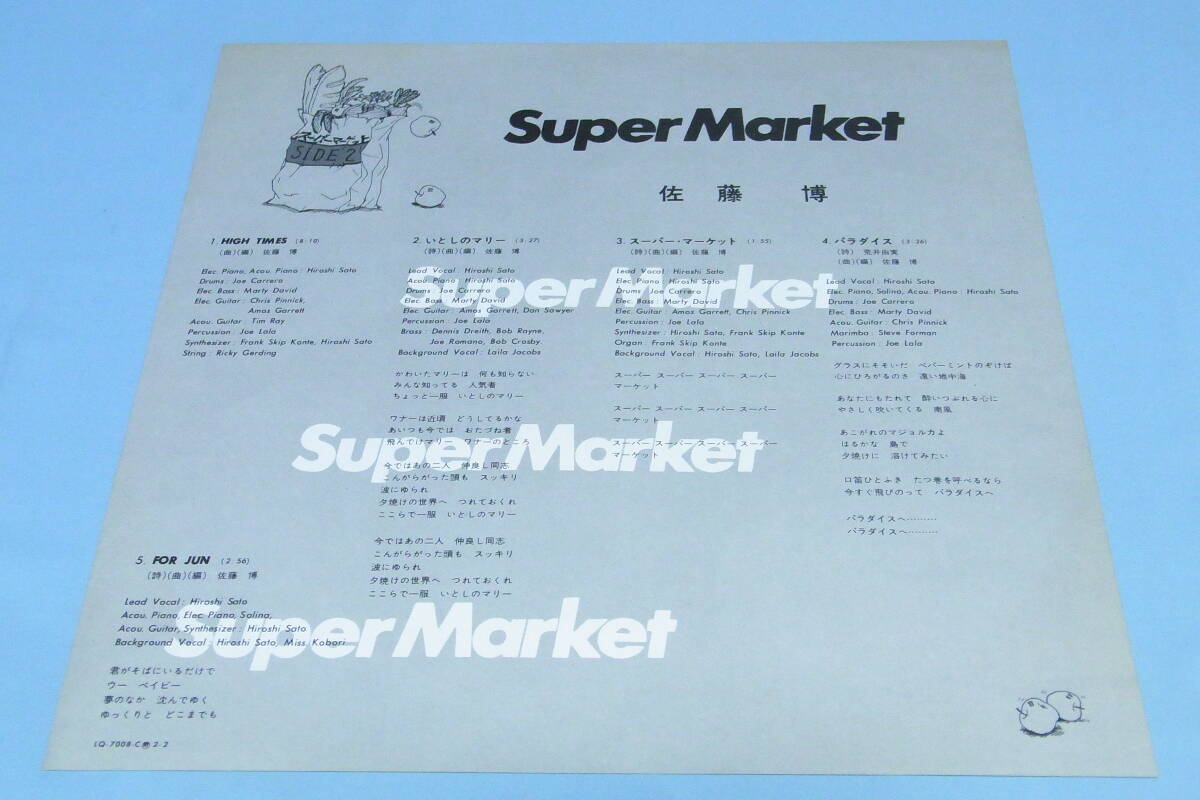 スーパーマーケット
SIDE 2
Super Market
佐藤 博
1. HIGH TIMES (8:10)
(曲)(編) 佐藤 博
Elec. Piano, Acou. Piano : Hiroshi Sato
Drums : Joe Carrero
Elec. Bass : Marty David
Elec. Guitar : Chris Pinnick,
Amos Garrett
Acou. Guitar : Tim Ray
Percussion : Joe Lala
Synthesizer : Frank Skip Konte, Hiroshi Sato
String : Ricky Gerding
2. いとしのマリー (3:27)
(詩)(曲)(編) 佐藤 博
Lead Vocal : Hiroshi Sato
Acou. Piano : Hiroshi Sato
Drums : Joe Carrero
Elec. Bass : Marty David
Elec. Guitar : Amos Garrett, Dan Sawyer
Percussion : Joe Lala
Brass : Dennis Dreith, Bob Rayne,
Joe Romano, Bob Crosby.
Background Vocal : Laila Jacobs
かわいたマリーは 何も知らない
みんな知ってる 人気者
ちょっと一服 いとしのマリー
ワナーは近頃 どうしてるかな
あいつも今では おたづね者
飛んでけマリー ワナーのところ
今ではあの二人 仲良し同志
こんがらがった頭も スッキリ
波にゆられ
夕焼けの世界へ つれておくれ
ここらで一服 いとしのマリー
今ではあの二人 仲良し同志
こんがらがった頭も スッキリ
波にゆられ
夕焼けの世界へ つれておくれ
ここらで一服 いとしのマリー
3. スーパー・マーケット (1:55)
(詩)(曲)(編) 佐藤 博
Lead Vocal : Hiroshi Sato
Elec. Piano : Hiroshi Sato
Drums : Joe Carrero
Elec. Bass : Marty David
Elec. Guitar : Amos Garrett, Chris Pinnick
Percussion : Joe Lala
Synthesizer : Hiroshi Sato, Frank Skip Konte
Organ : Frank Skip Konte
Background Vocal : Hiroshi Sato, Laila Jacobs
スーパー スーパー スーパー スーパー
マーケット
スーパー スーパー スーパー スーパー
マーケット
スーパー スーパー スーパー スーパー
マーケット
4. パラダイス (3:26)
(詩) 荒井由実
(曲)(編) 佐藤 博
Lead Vocal : Hiroshi Sato
Elec. Piano, Solina, Acou. Piano : Hiroshi Sato
Drums : Joe Carrero
Elec. Bass : Marty David
Acou. Guitar : Chris Pinnick
Marimba : Steve Forman
Percussion : Joe Lala
グラスにそそいだ ペパーミントのぞけば
心にひろがるのさ 遠い地中海
あなたにもたれて 酔いつぶれる心に
やさしく吹いてくる 南風
あこがれのマジョルカよ
はるかな 島で
夕焼けに 溶けてみたい
口笛ひとふき たつ巻を呼べるなら
今すぐ飛びのって パラダイスへ
パラダイスへ………
パラダイスへ………
Super Market
Super Market
Super Market
5. FOR JUN (2:56)
(詩)(曲)(編) 佐藤 博
Lead Vocal : Hiroshi Sato
Acou. Piano, Elec. Piano, Solina,
Acou. Guitar, Synthesizer : Hiroshi Sato
Background Vocal : Hiroshi Sato, Miss Kobori
君がそばにいるだけで
ウー ベイビー
夢のなか 沈んでゆく
ゆっくりと どこまでも
LQ-7008-C 2-2